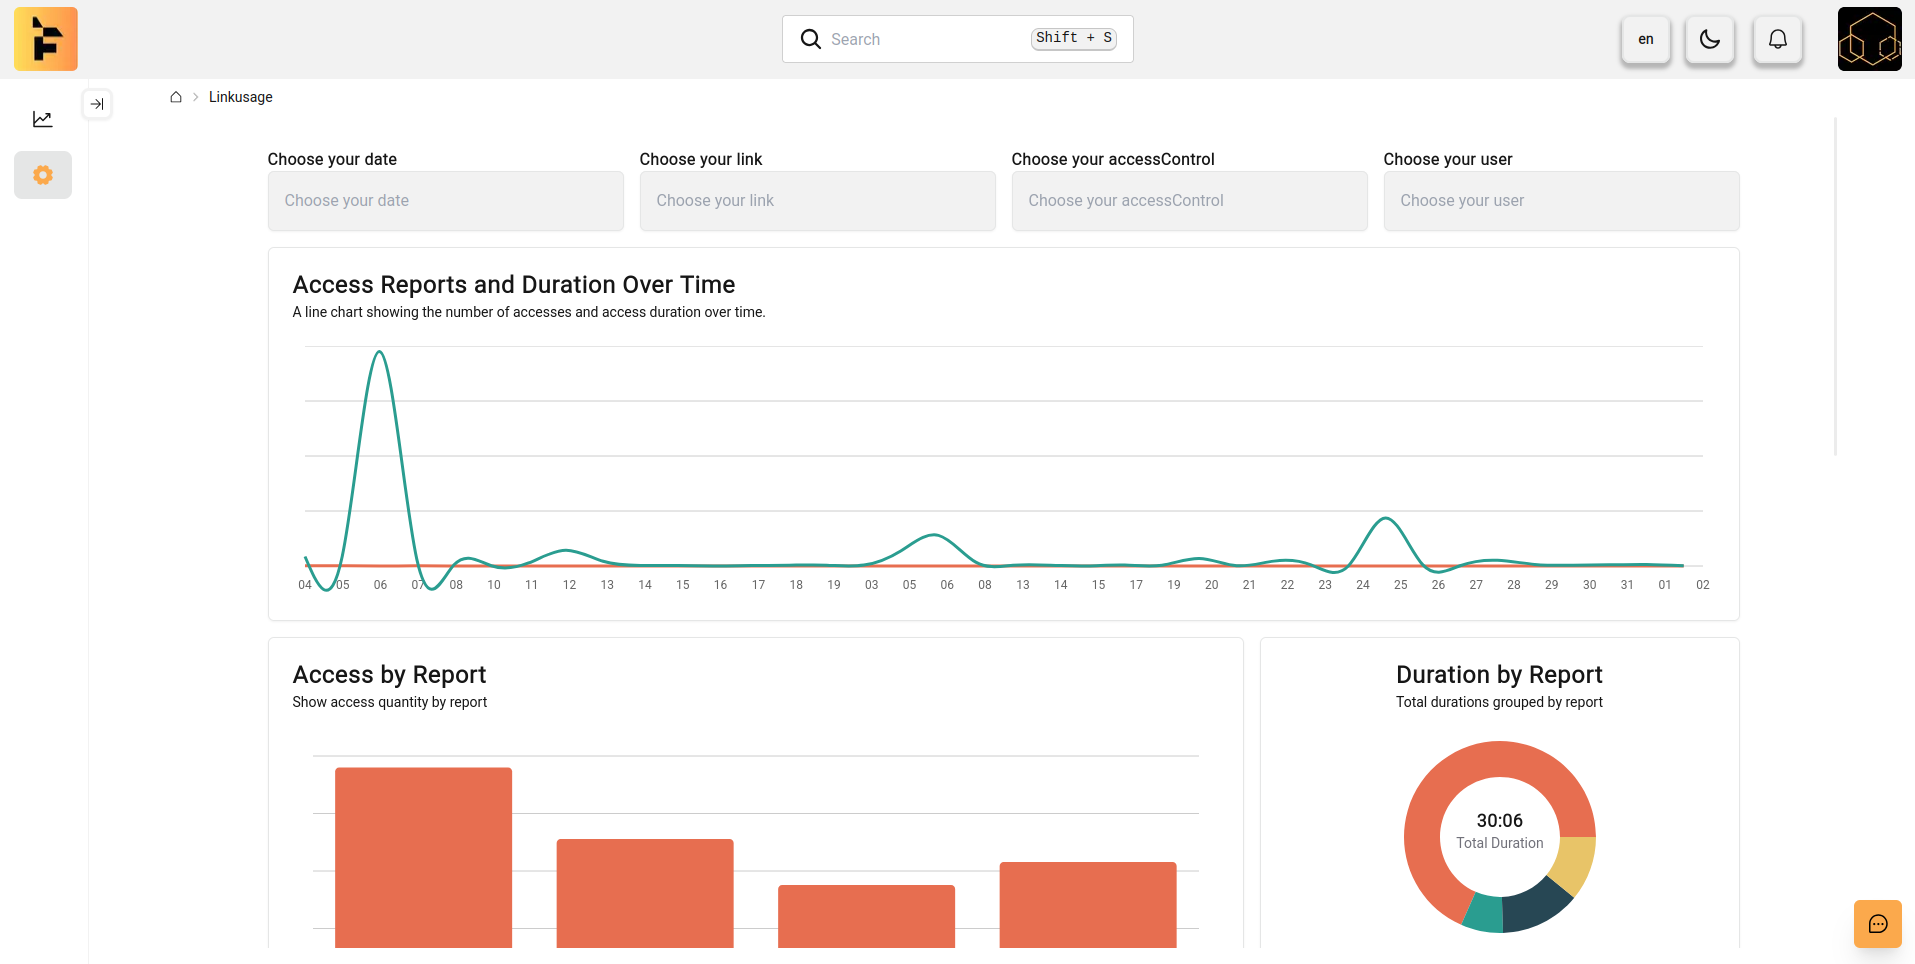 Search
Shift + S
en
Linkusage
Choose your date
Choose your link
Choose your accessControl
Choose your user
Choose your date
Choose your link
Choose your accessControl
Choose your user
Access Reports and Duration Over Time
A line chart showing the number of accesses and access duration over time.
04 05 06 07 08 10 11 12 13 14 15 16 17 18 19 03 05 06 08 13 14 15 17 19 20 21 22 23 24 25 26 27 28 29 30 31 01 02
Access by Report
Show access quantity by report
Duration by Report
Total durations grouped by report
30:06
Total Duration